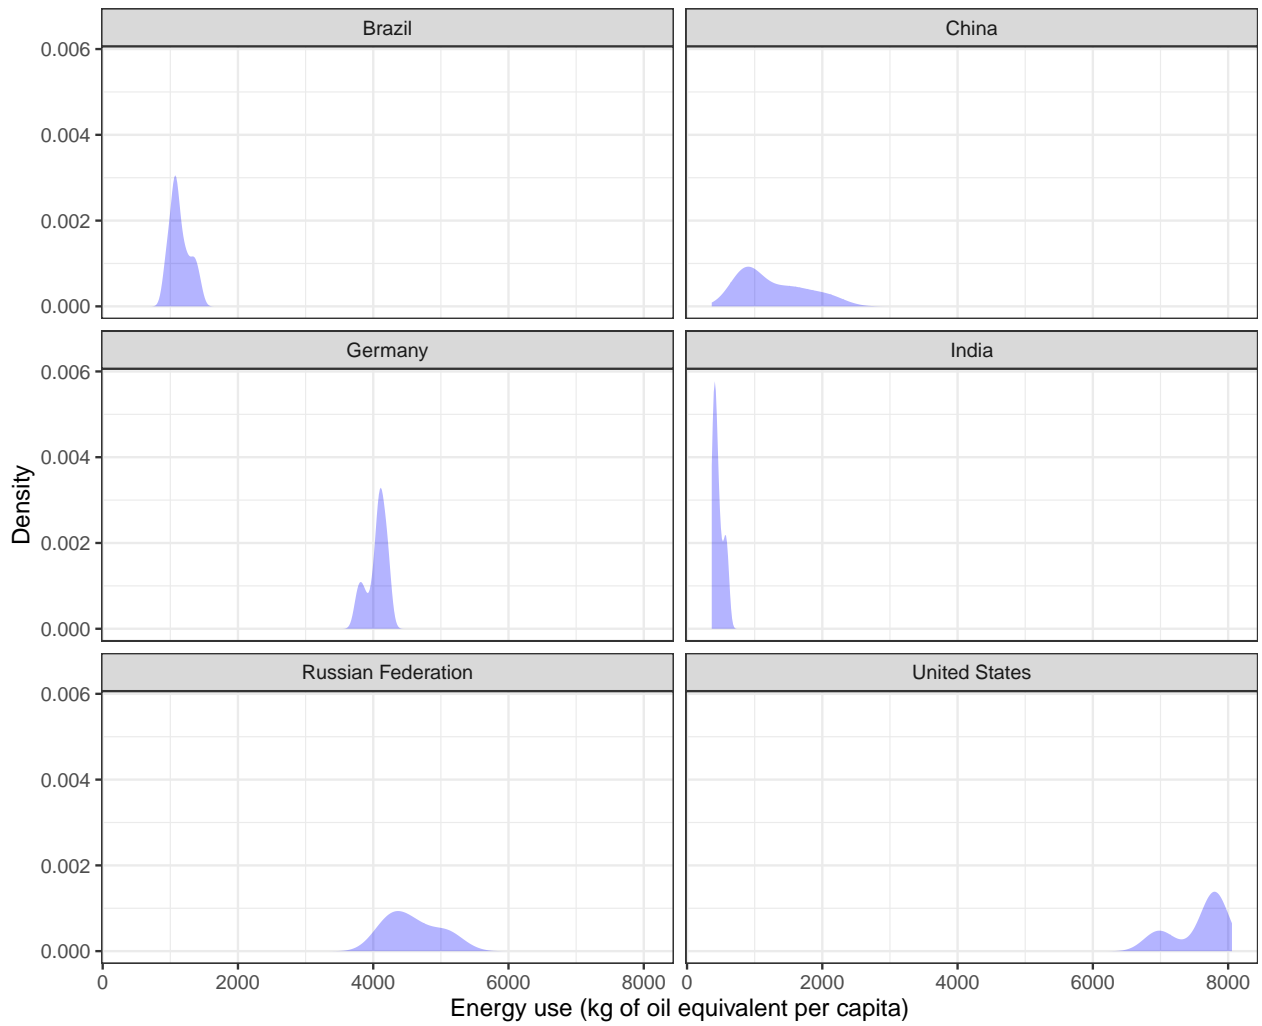 Brazil
China
0.006
0.004
0.002
0.000
Germany
India
0.006
0.004
0.002
0.000
Density
Russian Federation
United States
0.006
0.004
0.002
0.000
0 2000 4000 6000 8000 0 2000 4000 6000 8000
Energy use (kg of oil equivalent per capita)